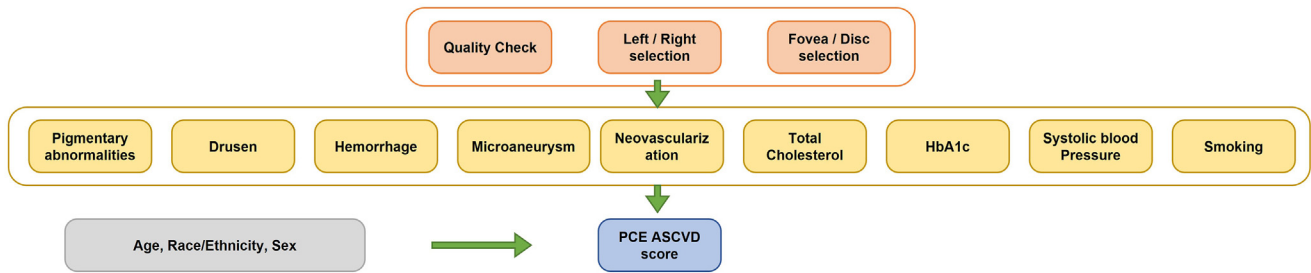 Quality Check
Left / Right
selection
Fovea / Disc
selection
Pigmentary
abnormalities
Drusen
Hemorrhage
Microaneurysm
Neovasculariz
ation
Total
Cholesterol
HbA1c
Systolic blood
Pressure
Smoking
Age, Race/Ethnicity, Sex
PCE ASCVD
score